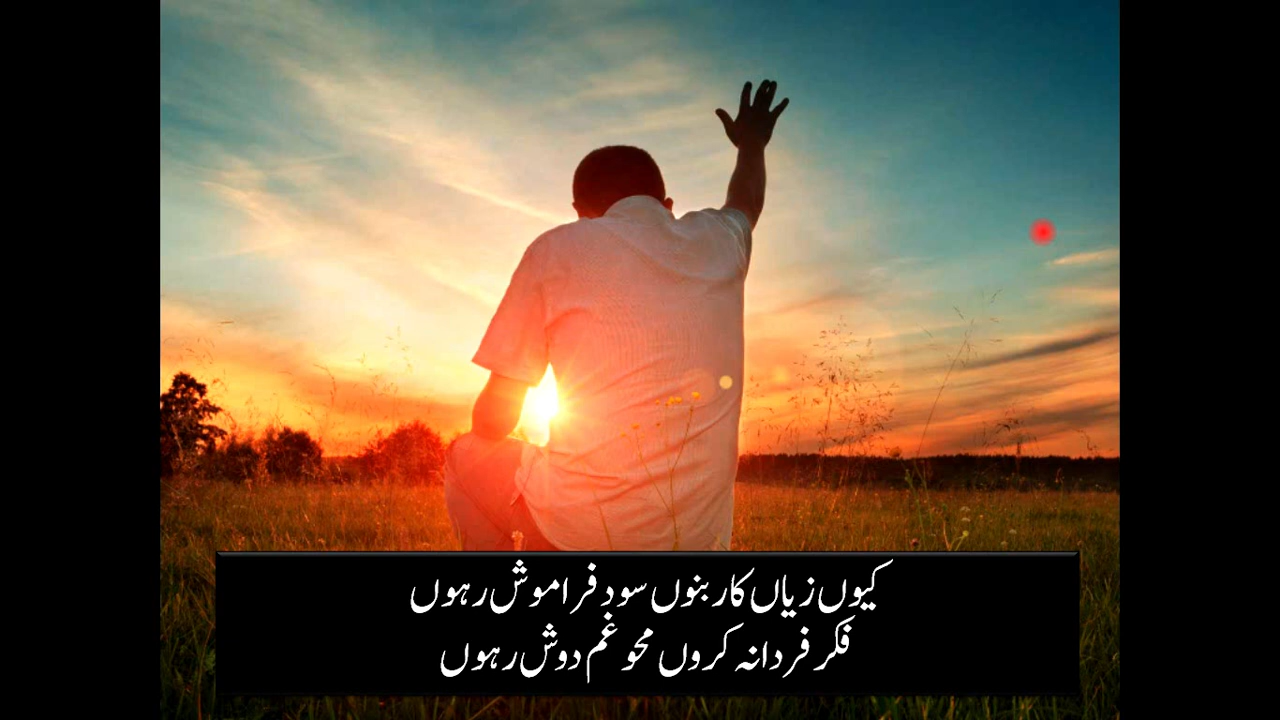 کیوں زیاں کار بنوں سود فراموش رہوں
فکر فردا نہ کروں محو غم دوش رہوں